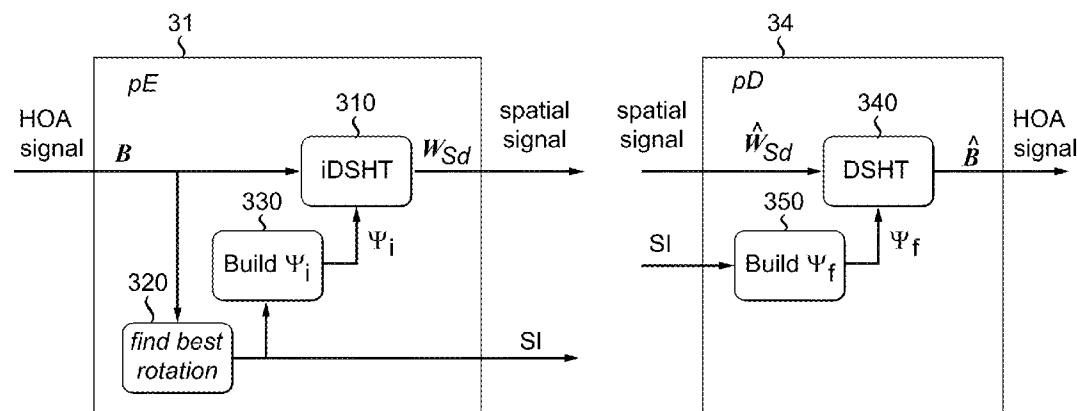 31
pE
HOA
signal
B
310
iDSHT
W_Sd
spatial
signal
330
Build Ψ_i
Ψ_i
320
find best
rotation
SI
34
pD
spatial
signal
Ŵ_Sd
340
DSHT
B̂
HOA
signal
SI
350
Build Ψ_f
Ψ_f